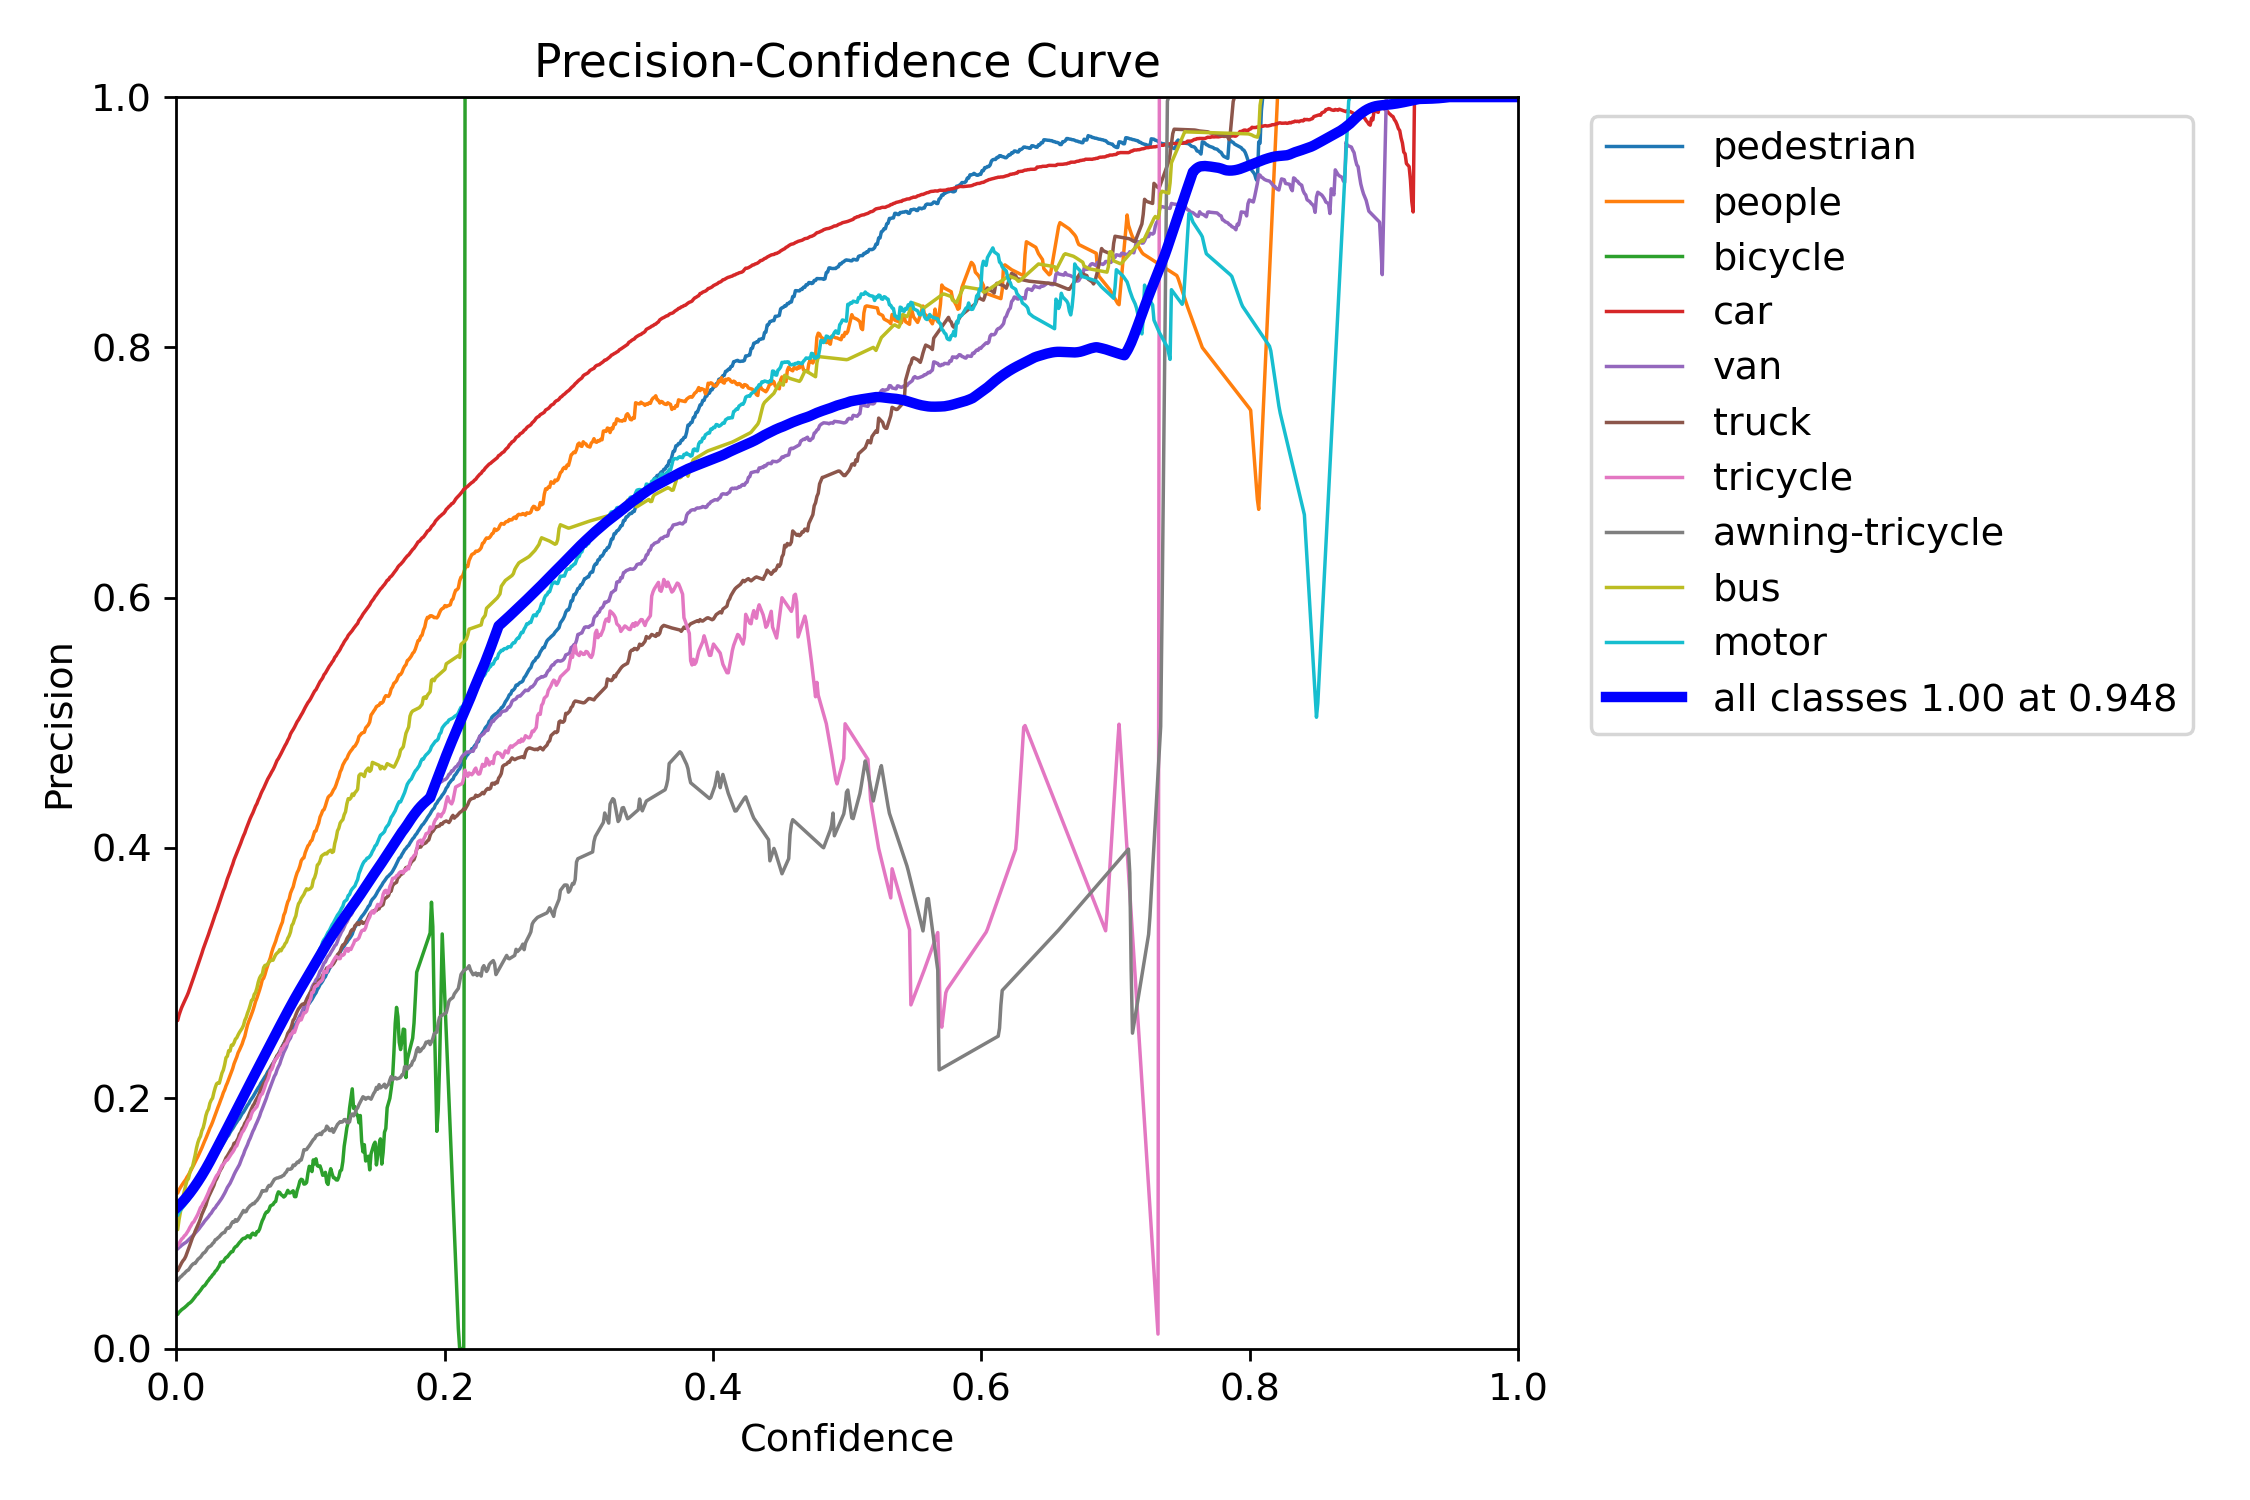 Precision-Confidence Curve
1.0
0.8
0.6
0.4
0.2
0.0
Precision
0.0 0.2 0.4 0.6 0.8 1.0
Confidence
pedestrian
people
bicycle
car
van
truck
tricycle
awning-tricycle
bus
motor
all classes 1.00 at 0.948